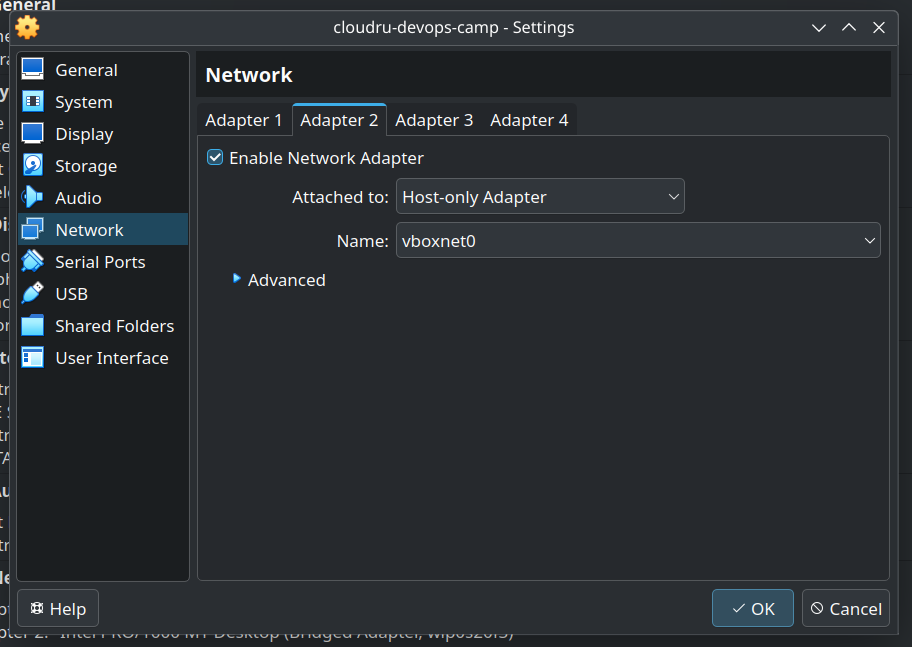 General
cloudru-devops-camp - Settings
General
System
Display
Storage
Audio
Network
Serial Ports
USB
Shared Folders
User Interface
Network
Adapter 1
Adapter 2
Adapter 3
Adapter 4
Enable Network Adapter
Attached to:
Host-only Adapter
Name:
vboxnet0
Advanced
Help
OK
Cancel